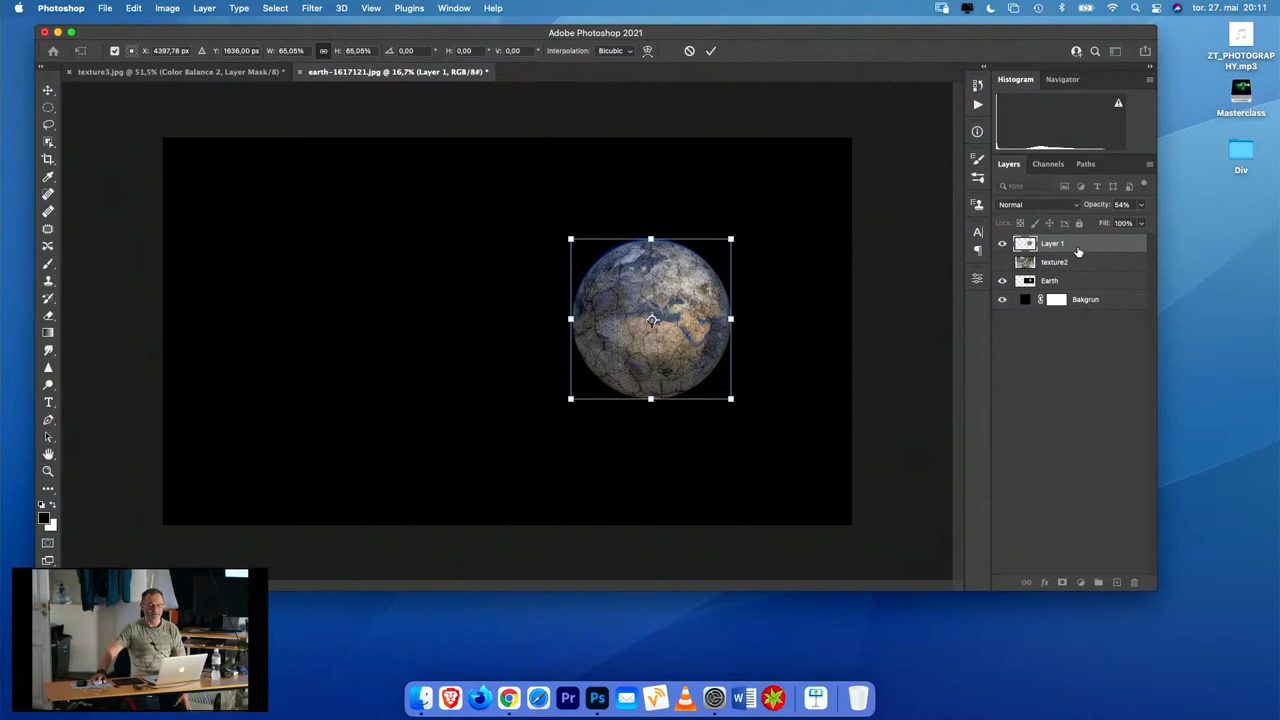 Photoshop File Edit Image Layer Type Select Filter 3D View Plugins Window Help tor. 27. mai 20:11
Adobe Photoshop 2021
X: 4397,78 px Y: 1636,00 px W: 65,05% H: 65,05% 0,00 H: 0,00 V: 0,00 Interpolation: Bicubic
texture3.jpg @ 51,5% (Color Balance 2, Layer Mask/8) * earth-1617121.jpg @ 16,7% (Layer 1, RGB/8#) *
Histogram Navigator
Layers Channels Paths
Kind
Normal Opacity: 54%
Lock: Fill: 100%
Layer 1
texture2
Earth
Bakgrun
ZT_PHOTOGRAP
HY.mp3
Masterclass
Div